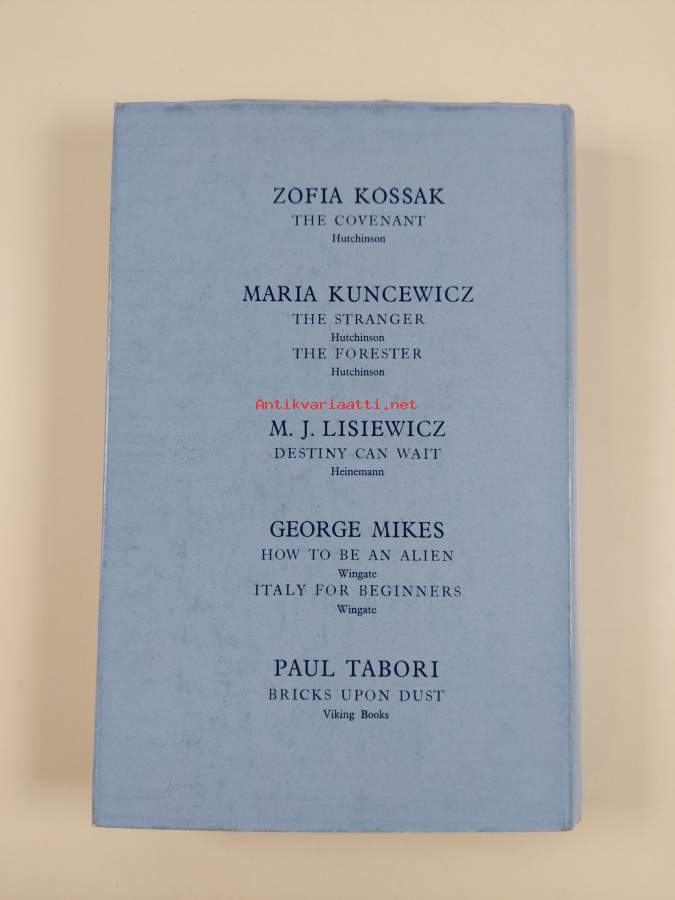 ZOFIA KOSSAK
THE COVENANT
Hutchinson
MARIA KUNCEWICZ
THE STRANGER
Hutchinson
THE FORESTER
Hutchinson
Antikvariaatti.net
M. J. LISIEWICZ
DESTINY CAN WAIT
Heinemann
GEORGE MIKES
HOW TO BE AN ALIEN
Wingate
ITALY FOR BEGINNERS
Wingate
PAUL TABORI
BRICKS UPON DUST
Viking Books